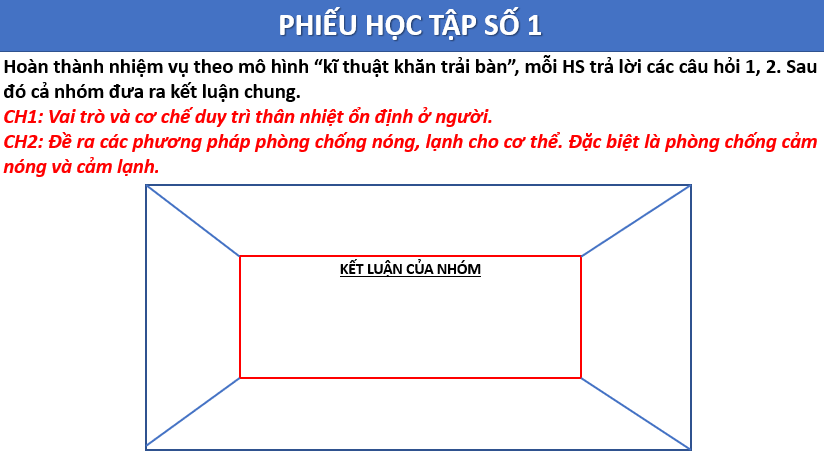 PHIẾU HỌC TẬP SỐ 1
Hoàn thành nhiệm vụ theo mô hình “kĩ thuật khăn trải bàn”, mỗi HS trả lời các câu hỏi 1, 2. Sau
đó cả nhóm đưa ra kết luận chung.
CH1: Vai trò và cơ chế duy trì thân nhiệt ổn định ở người.
CH2: Đề ra các phương pháp phòng chống nóng, lạnh cho cơ thể. Đặc biệt là phòng chống cảm
nóng và cảm lạnh.
KẾT LUẬN CỦA NHÓM